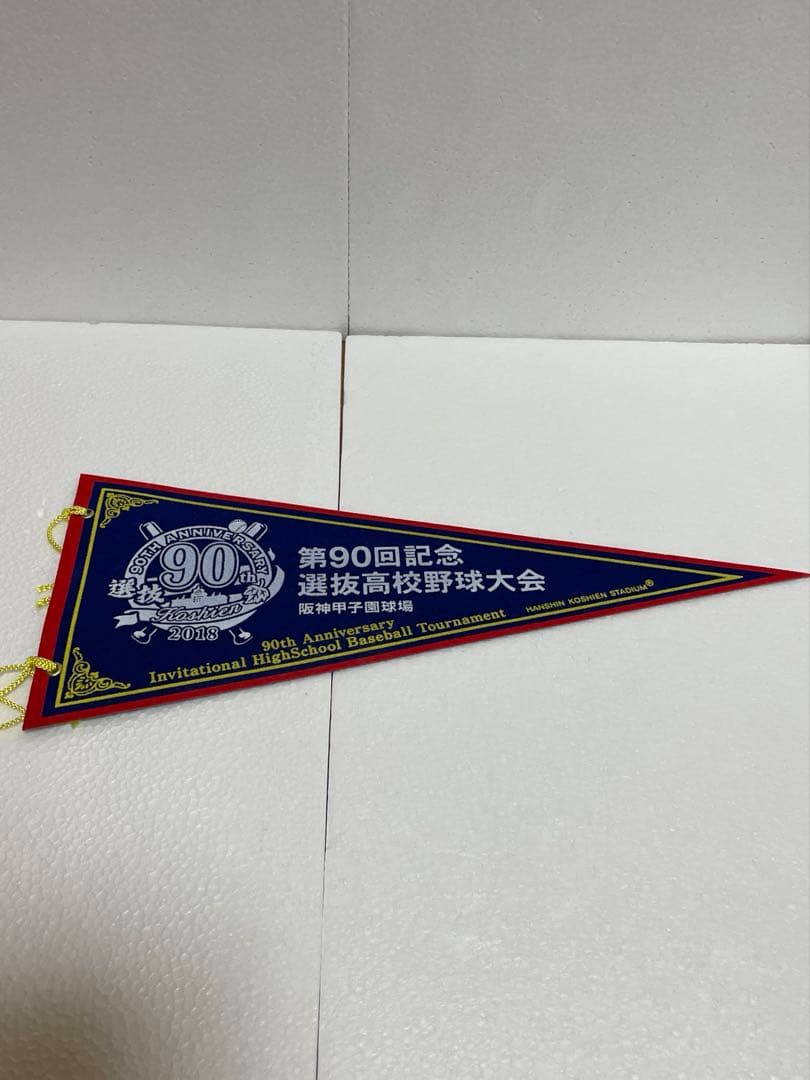 90TH ANNIVERSARY
90th
選抜
Koshien
2018
第90回記念
選抜高校野球大会
阪神甲子園球場
90th Anniversary
Invitational HighSchool Baseball Tournament
HANSHIN KOSHIEN STADIUM®